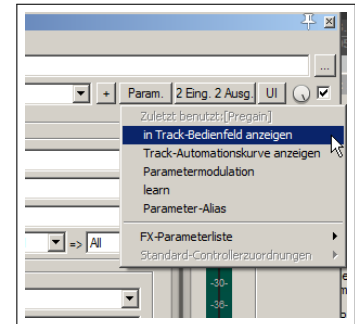 ...
+ Param. 2 Eing. 2 Ausg. UI
Zuletzt benutzt:[Pregain]
in Track-Bedienfeld anzeigen
Track-Automationskurve anzeigen
Parametermodulation
learn
Parameter-Alias
FX-Parameterliste
Standard-Controllerzuordnungen
=> All
-30-
-36-